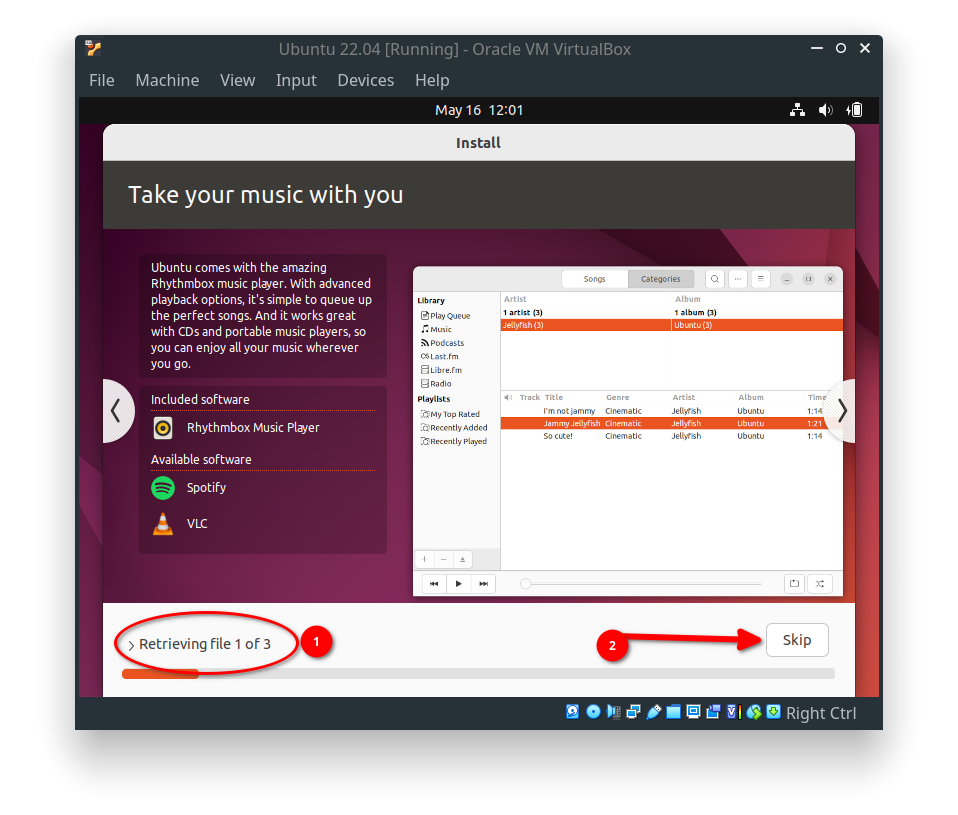 Ubuntu 22.04 [Running] - Oracle VM VirtualBox
File Machine View Input Devices Help
May 16 12:01
Install
Take your music with you
Ubuntu comes with the amazing
Rhythmbox music player. With advanced
playback options, it's simple to queue up
the perfect songs. And it works great
with CDs and portable music players, so
you can enjoy all your music wherever
you go.
Included software
Rhythmbox Music Player
Available software
Spotify
VLC
Songs Categories
Library
Play Queue
Music
Podcasts
Last.fm
Libre.fm
Radio
Playlists
My Top Rated
Recently Added
Recently Played
Artist Album
1 artist (3) 1 album (3)
Jellyfish (3) Ubuntu (3)
Track Title Genre Artist Album Time
I'm not jammy Cinematic Jellyfish Ubuntu 1:14
Jammy Jellyfish Cinematic Jellyfish Ubuntu 1:21
So cute! Cinematic Jellyfish Ubuntu 1:14
Retrieving file 1 of 3
1
2
Skip
Right Ctrl